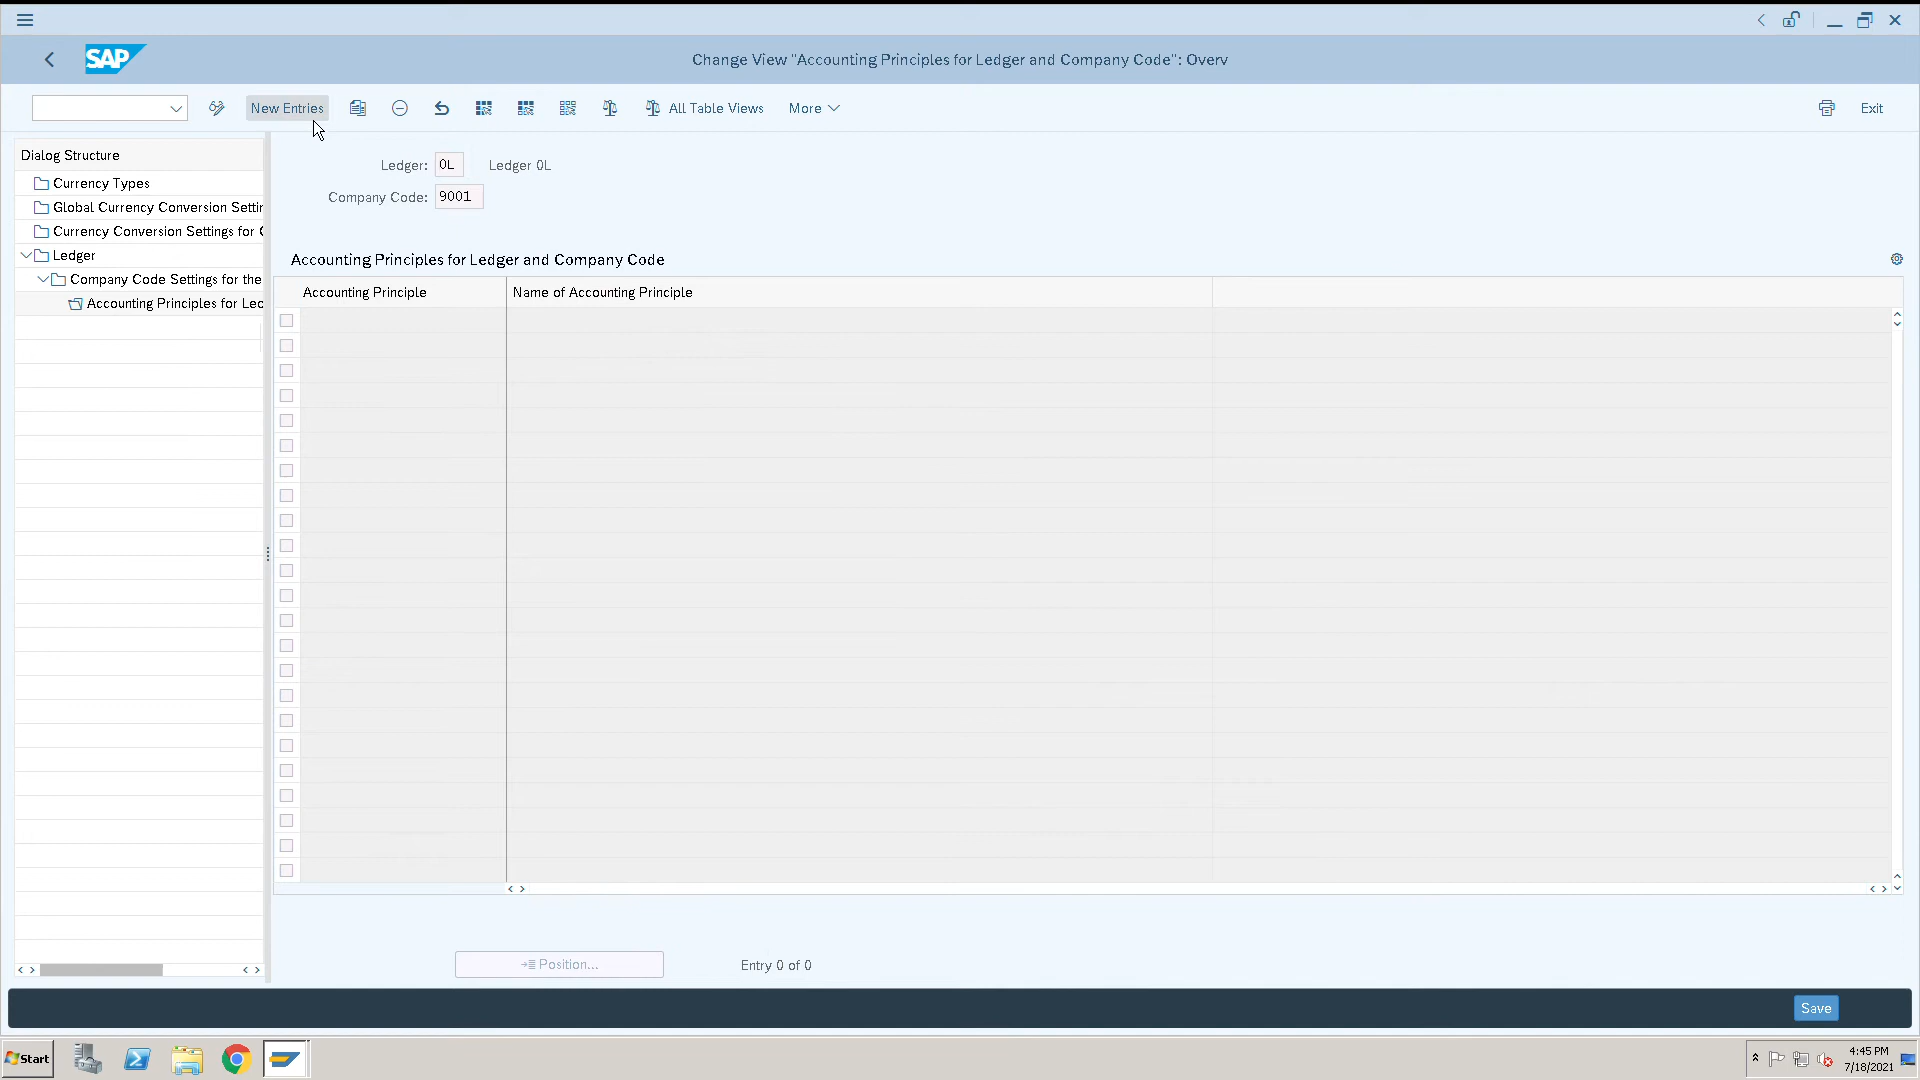 SAP
Change View "Accounting Principles for Ledger and Company Code": Overv
New Entries
All Table Views
More
Exit
Dialog Structure
Currency Types
Global Currency Conversion Settin
Currency Conversion Settings for C
Ledger
Company Code Settings for the
Accounting Principles for Lec
Ledger: 0L Ledger 0L
Company Code: 9001
Accounting Principles for Ledger and Company Code
Accounting Principle Name of Accounting Principle
Position...
Entry 0 of 0
Save
Start
4:45 PM
7/18/2021